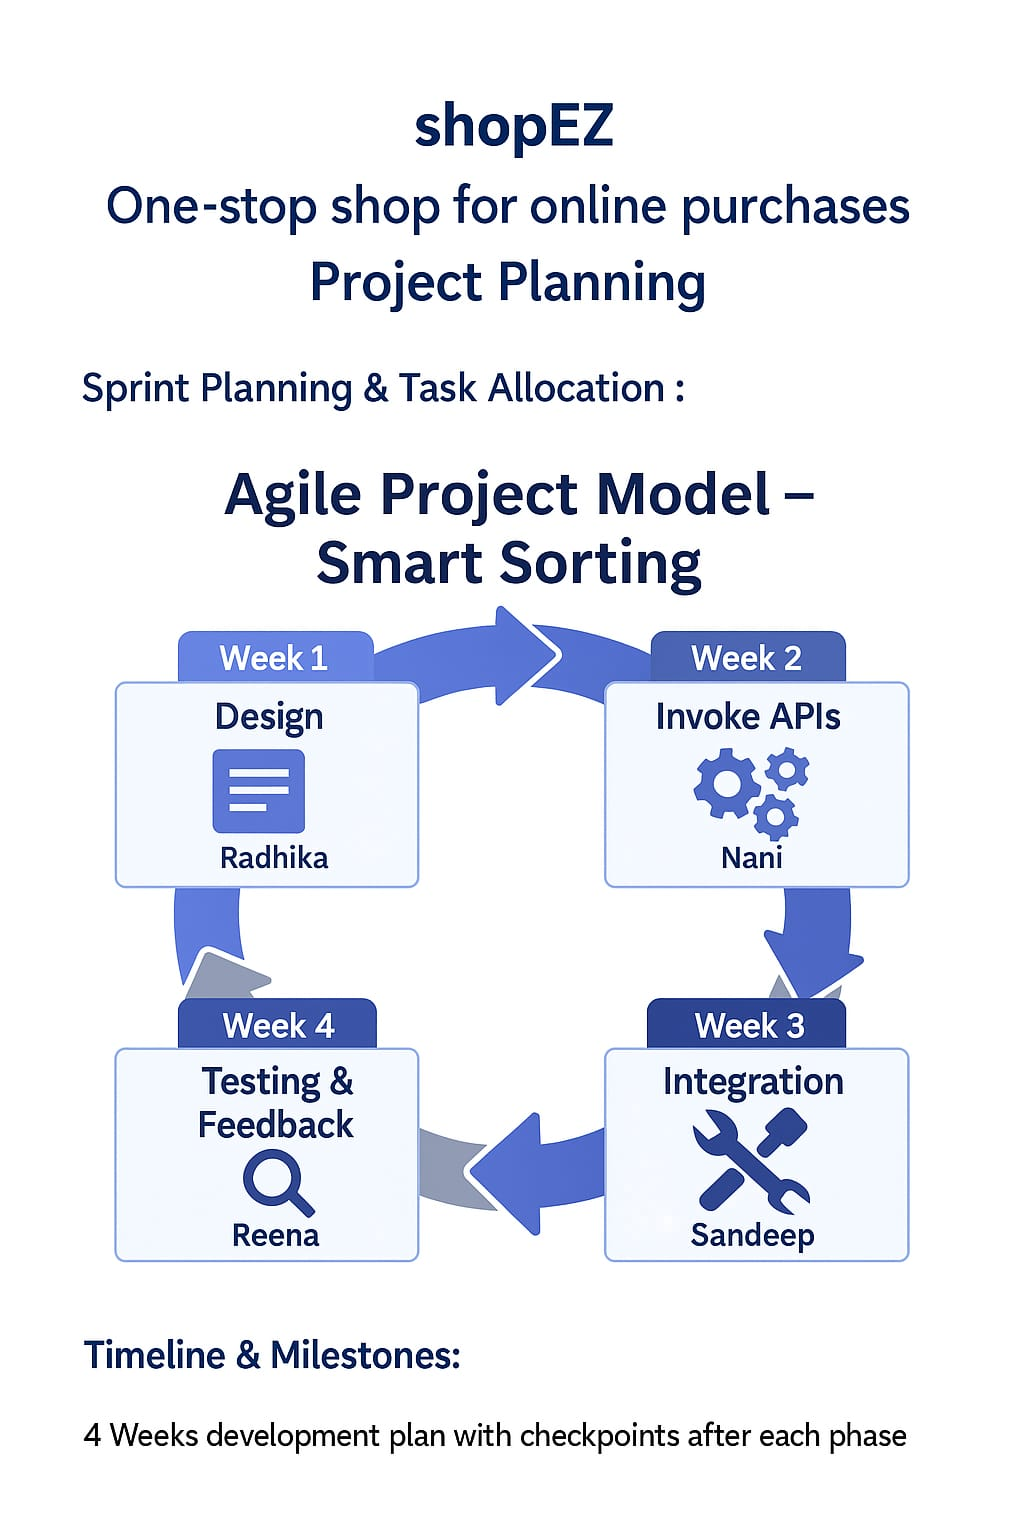 shopEZ
One-stop shop for online purchases
Project Planning
Sprint Planning & Task Allocation :
Agile Project Model –
Smart Sorting
Week 1
Design
Radhika
Week 2
Invoke APIs
Nani
Week 3
Integration
Sandeep
Week 4
Testing &
Feedback
Reena
Timeline & Milestones:
4 Weeks development plan with checkpoints after each phase